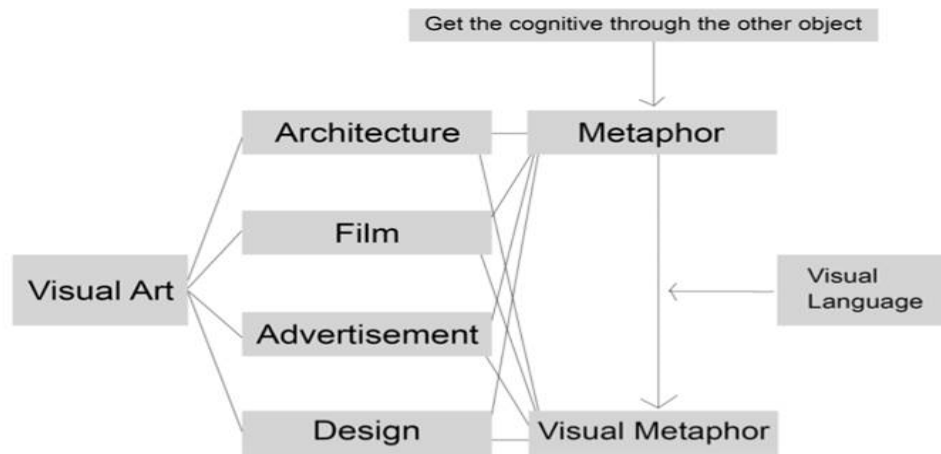 Get the cognitive through the other object
Architecture
Metaphor
Film
Visual Art
Visual
Language
Advertisement
Design
Visual Metaphor